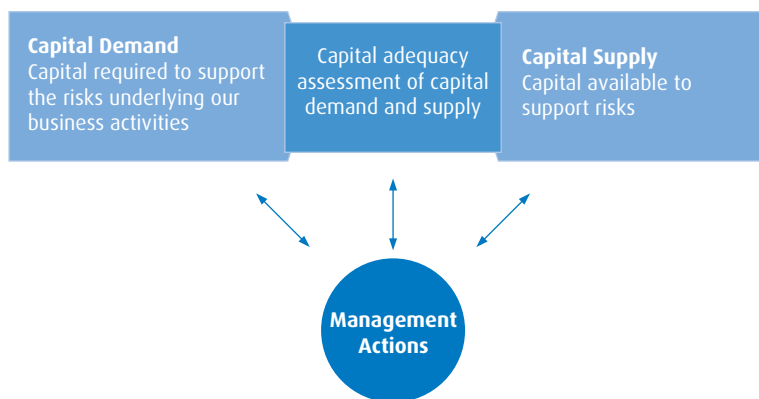 Capital Demand
Capital required to support
the risks underlying our
business activities
Capital adequacy
assessment of capital
demand and supply
Capital Supply
Capital available to
support risks
Management
Actions